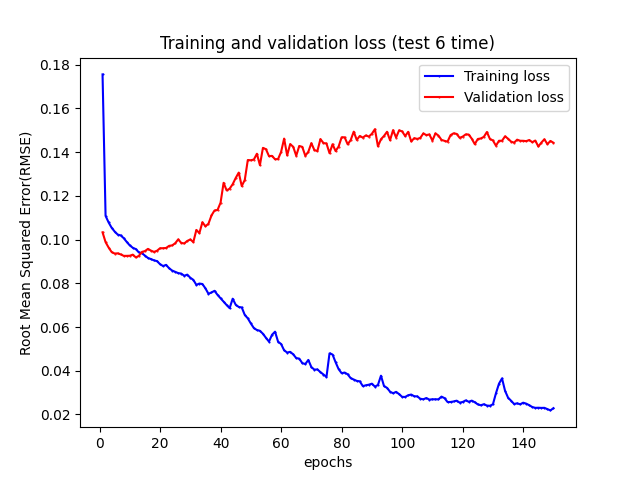 Training and validation loss (test 6 time)
Training loss
Validation loss
Root Mean Squared Error(RMSE)
0.18
0.16
0.14
0.12
0.10
0.08
0.06
0.04
0.02
0 20 40 60 80 100 120 140
epochs